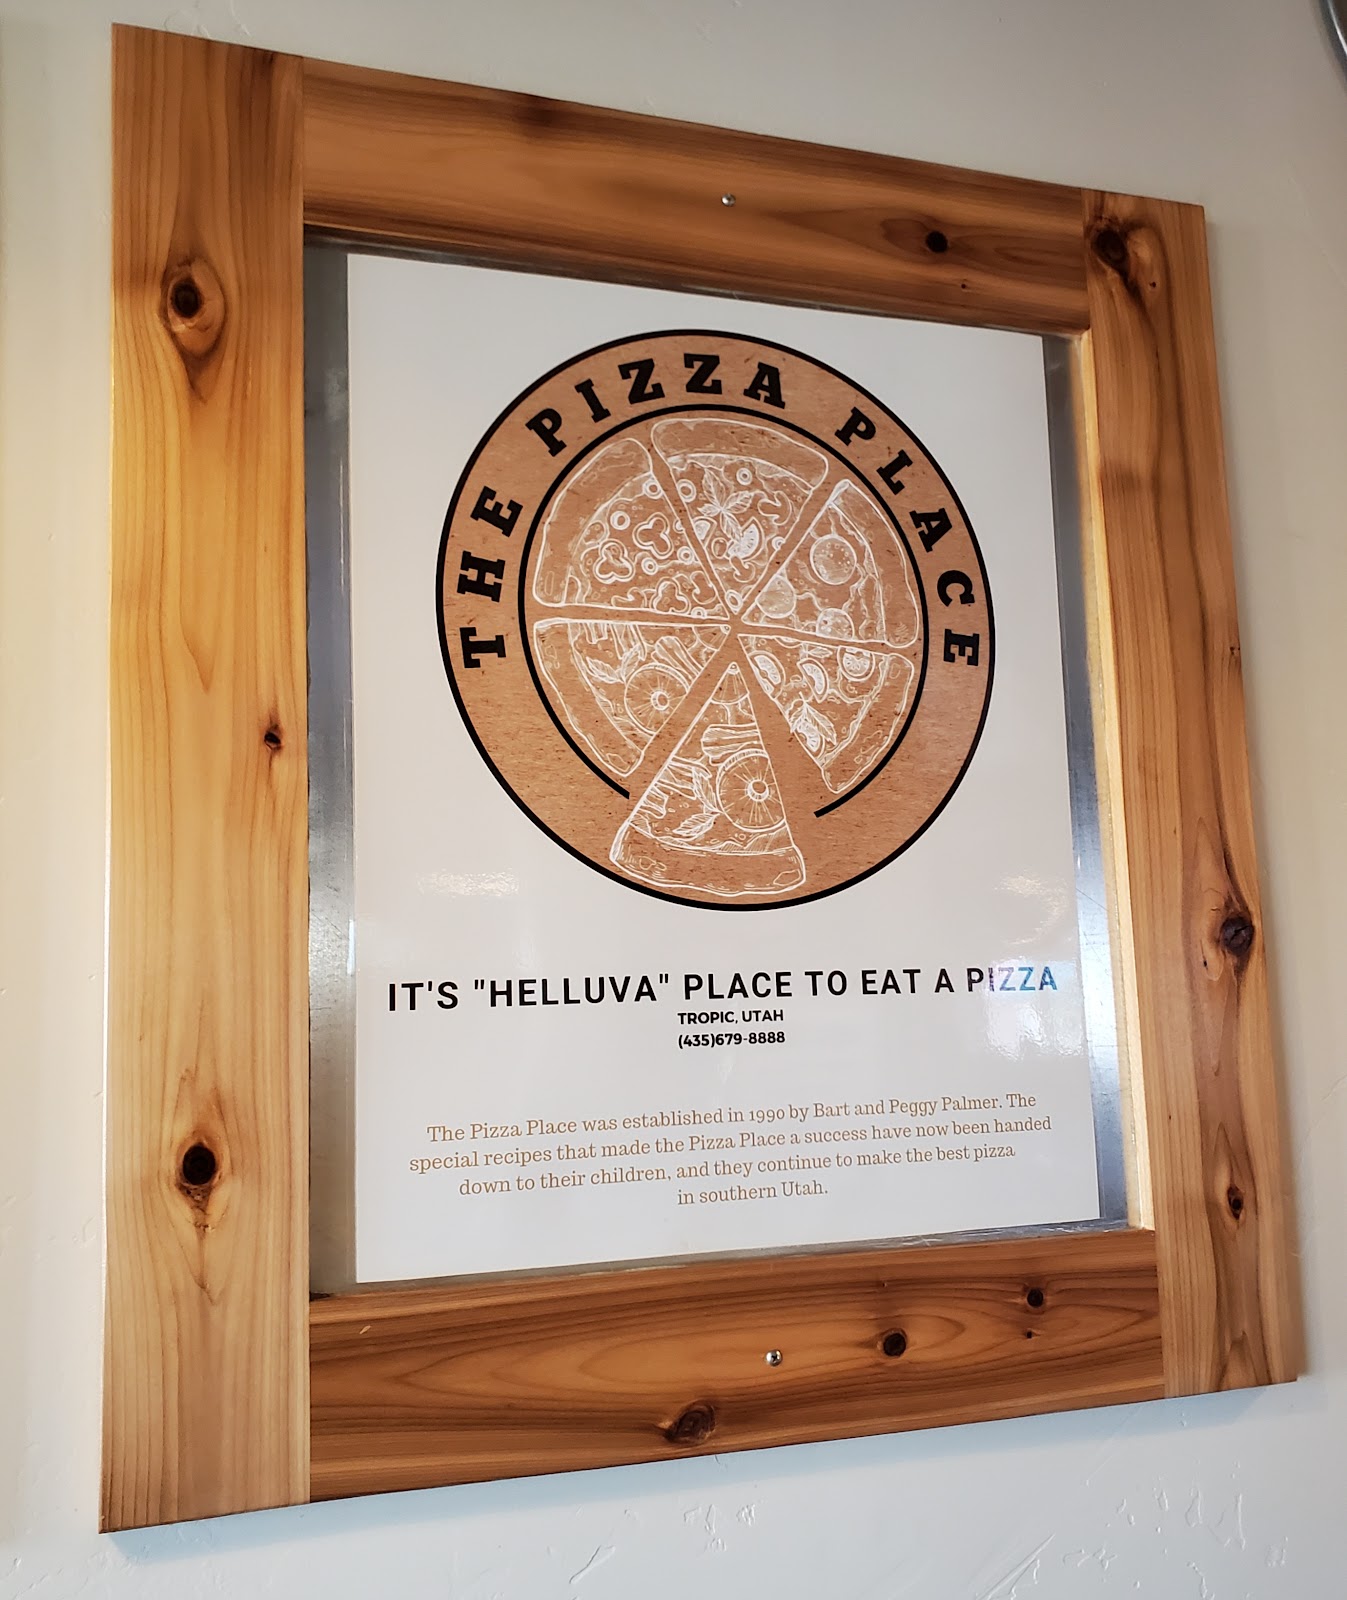 THE PIZZA PLACE
IT'S "HELLUVA" PLACE TO EAT A PIZZA
TROPIC, UTAH
(435)679-8888
The Pizza Place was established in 1990 by Bart and Peggy Palmer. The
special recipes that made the Pizza Place a success have now been handed
down to their children, and they continue to make the best pizza
in southern Utah.